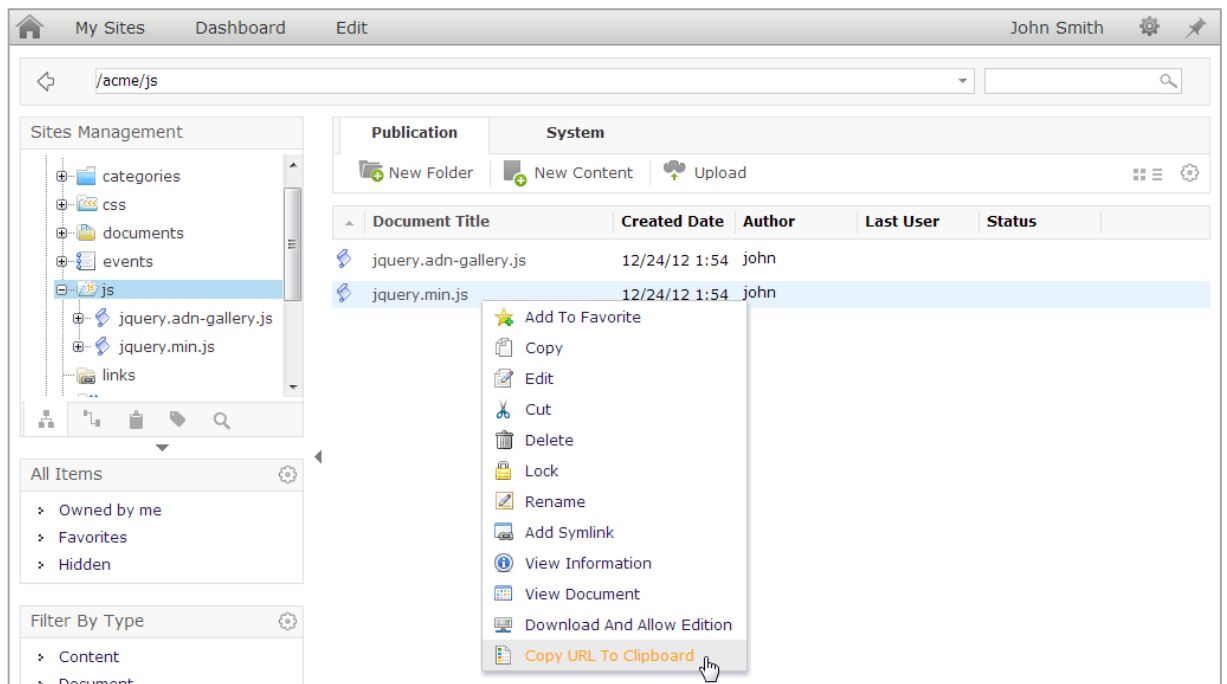 My Sites Dashboard Edit John Smith
/acme/js
Sites Management
categories
css
documents
events
js
jquery.adn-gallery.js
jquery.min.js
links
All Items
Owned by me
Favorites
Hidden
Filter By Type
Content
Document
Publication System
New Folder New Content Upload
Document Title Created Date Author Last User Status
jquery.adn-gallery.js 12/24/12 1:54 john
jquery.min.js 12/24/12 1:54 john
Add To Favorite
Copy
Edit
Cut
Delete
Lock
Rename
Add Symlink
View Information
View Document
Download And Allow Edition
Copy URL To Clipboard